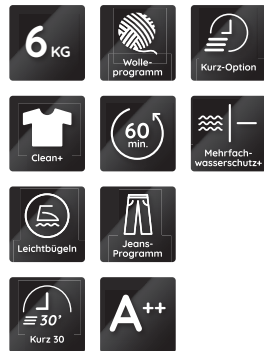 6 KG
Wolle-
programm
Kurz-Option
Clean+
60
min.
Mehrfach-
wasserschutz+
Leichtbügeln
Jeans-
Programm
30’
Kurz 30
A++